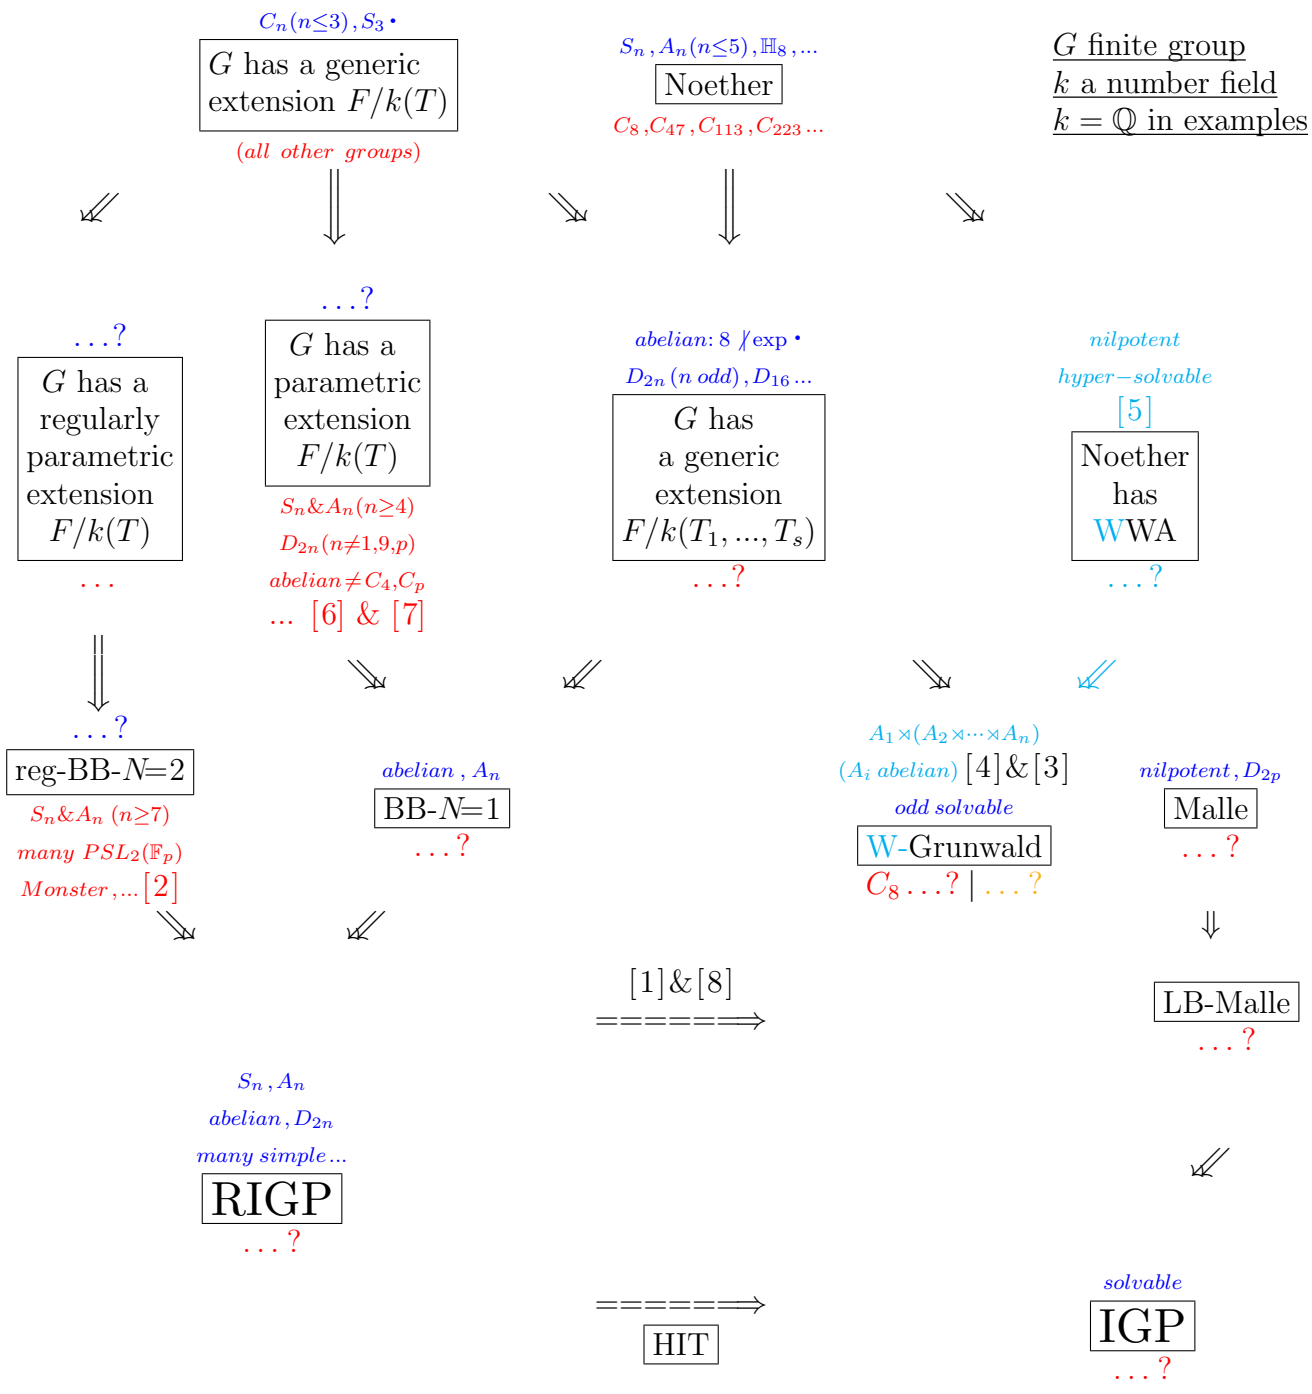 C_n(n≤3), S_3 •
G has a generic
extension F/k(T)
(all other groups)
S_n, A_n(n≤5), ℍ_8, ...
Noether
C_8, C_47, C_113, C_223 ...
G finite group
k a number field
k = ℚ in examples
⇙ ⇓ ⇘ ⇓ ⇘
...?
G has a
regularly
parametric
extension
F/k(T)
...
...?
G has a
parametric
extension
F/k(T)
S_n&A_n(n≥4)
D_2n(n≠1,9,p)
abelian≠C_4,C_p
... [6] & [7]
abelian: 8 ∤ exp •
D_2n(n odd), D_16 ...
G has
a generic
extension
F/k(T_1, ..., T_s)
...?
nilpotent
hyper−solvable
[5]
Noether
has
WWA
...?
⇓ ⇘ ⇙ ⇘ ⇙
...?
reg-BB-N=2
S_n&A_n (n≥7)
many PSL_2(𝔽_p)
Monster, ... [2]
abelian, A_n
BB-N=1
...?
A_1⋊(A_2⋊···⋊A_n)
(A_i abelian) [4]&[3]
odd solvable
W-Grunwald
C_8 ...? | ...?
nilpotent, D_2p
Malle
...?
⇘ ⇙ ⇓
[1]&[8]
======⇒
LB-Malle
...?
S_n, A_n
abelian, D_2n
many simple ...
RIGP
...?
⇙
======⇒
HIT
solvable
IGP
...?